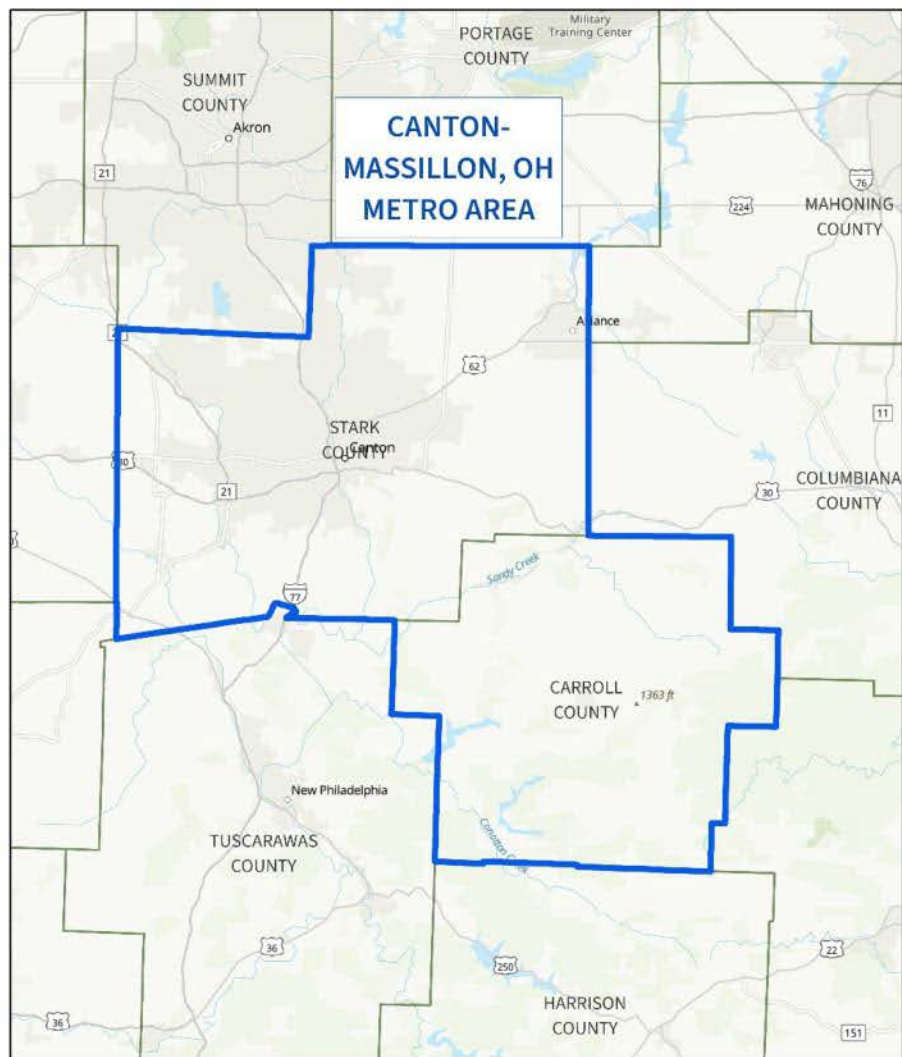 Military
Training Center
PORTAGE
COUNTY
SUMMIT
COUNTY
Akron
CANTON-
MASSILLON, OH
METRO AREA
21
76
224
MAHONING
COUNTY
Alliance
62
11
STARK
COUNTY
Canton
30
21
30
COLUMBIANA
COUNTY
Sandy Creek
77
CARROLL
COUNTY
1363 ft
New Philadelphia
TUSCARAWAS
COUNTY
Conotton Creek
36
250
22
HARRISON
COUNTY
36
151